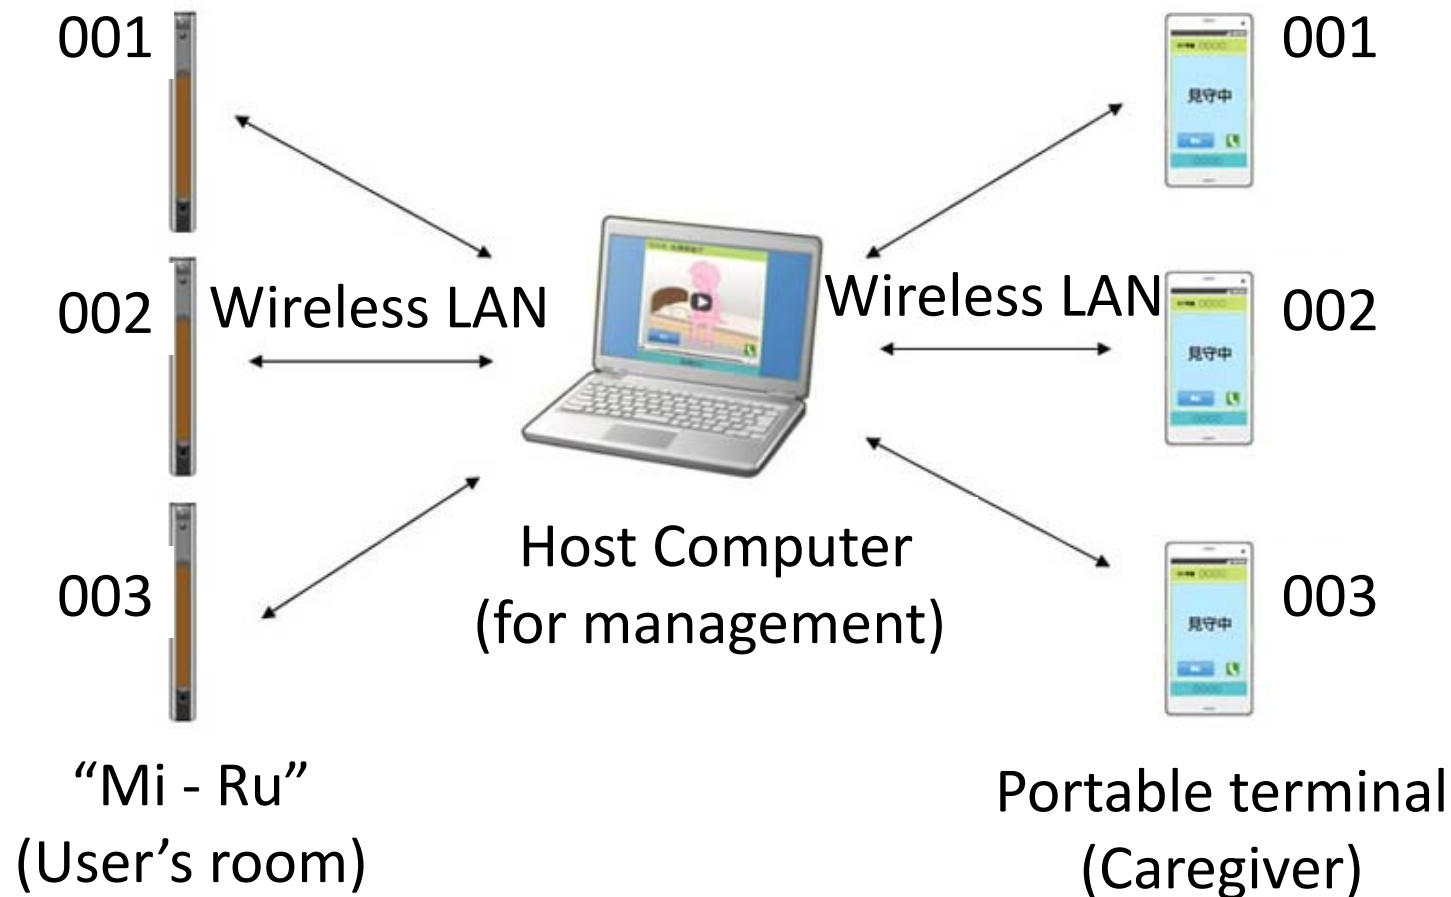 001
002
003
Wireless LAN
"Mi - Ru"
(User's room)
Host Computer
(for management)
Wireless LAN
001
見守中
002
見守中
003
見守中
Portable terminal
(Caregiver)